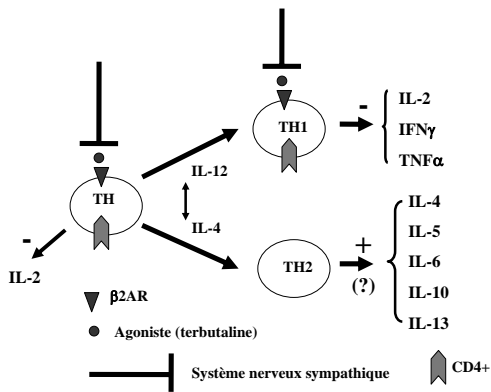 TH1
-
IL-2
IFNγ
TNFα
TH
IL-12
IL-4
-
IL-2
TH2
+
(?)
IL-4
IL-5
IL-6
IL-10
IL-13
β2AR
Agoniste (terbutaline)
Système nerveux sympathique
CD4+